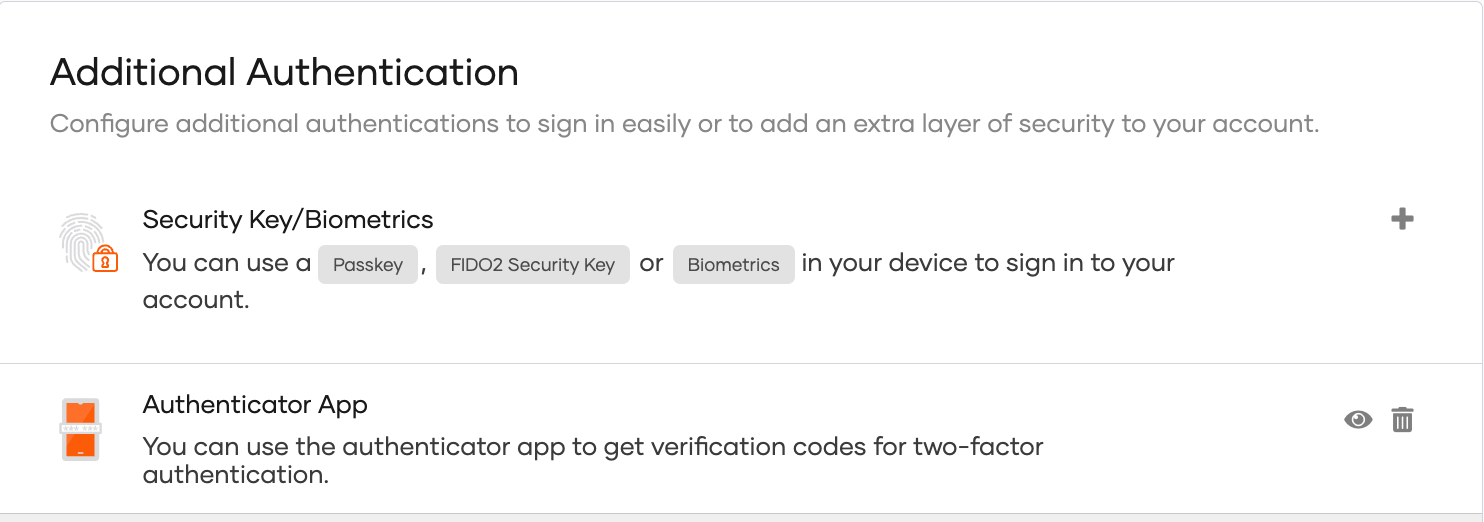 Additional Authentication
Configure additional authentications to sign in easily or to add an extra layer of security to your account.
Security Key/Biometrics
You can use a Passkey , FIDO2 Security Key or Biometrics in your device to sign in to your
account.
Authenticator App
You can use the authenticator app to get verification codes for two-factor
authentication.